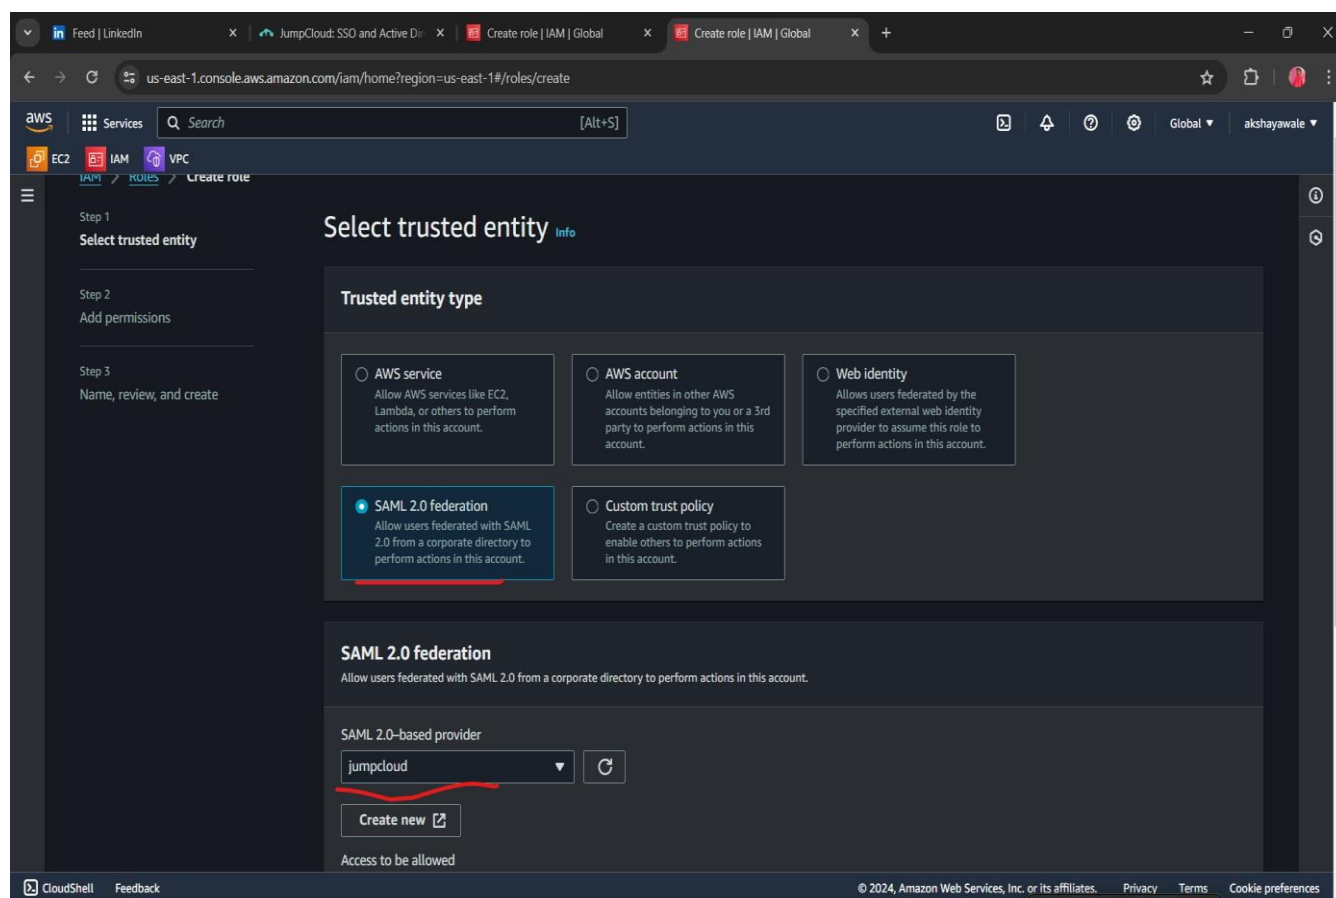 Feed | LinkedIn
JumpCloud: SSO and Active Dir
Create role | IAM | Global
Create role | IAM | Global
us-east-1.console.aws.amazon.com/iam/home?region=us-east-1#/roles/create
aws
Services
Search
[Alt+S]
Global
akshayawale
EC2
IAM
VPC
IAM > Roles > Create role
Step 1
Select trusted entity
Step 2
Add permissions
Step 3
Name, review, and create
Select trusted entity Info
Trusted entity type
AWS service
Allow AWS services like EC2,
Lambda, or others to perform
actions in this account.
AWS account
Allow entities in other AWS
accounts belonging to you or a 3rd
party to perform actions in this
account.
Web identity
Allows users federated by the
specified external web identity
provider to assume this role to
perform actions in this account.
SAML 2.0 federation
Allow users federated with SAML
2.0 from a corporate directory to
perform actions in this account.
Custom trust policy
Create a custom trust policy to
enable others to perform actions
in this account.
SAML 2.0 federation
Allow users federated with SAML 2.0 from a corporate directory to perform actions in this account.
SAML 2.0–based provider
jumpcloud
Create new
Access to be allowed
CloudShell
Feedback
© 2024, Amazon Web Services, Inc. or its affiliates.
Privacy
Terms
Cookie preferences